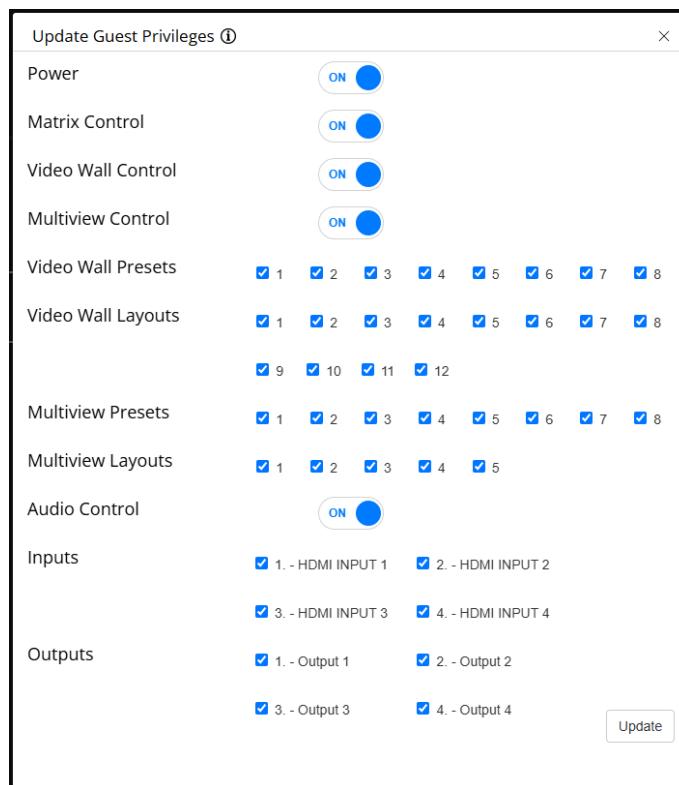 Update Guest Privileges
Power ON
Matrix Control ON
Video Wall Control ON
Multiview Control ON
Video Wall Presets 1 2 3 4 5 6 7 8
Video Wall Layouts 1 2 3 4 5 6 7 8
9 10 11 12
Multiview Presets 1 2 3 4 5 6 7 8
Multiview Layouts 1 2 3 4 5
Audio Control ON
Inputs 1. - HDMI INPUT 1 2. - HDMI INPUT 2
3. - HDMI INPUT 3 4. - HDMI INPUT 4
Outputs 1. - Output 1 2. - Output 2
3. - Output 3 4. - Output 4
Update